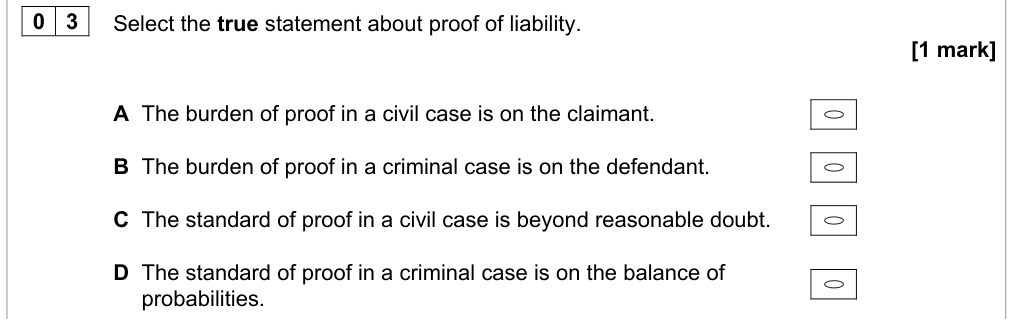 0 3 Select the true statement about proof of liability.
[1 mark]
A The burden of proof in a civil case is on the claimant.
B The burden of proof in a criminal case is on the defendant.
C The standard of proof in a civil case is beyond reasonable doubt.
D The standard of proof in a criminal case is on the balance of
probabilities.